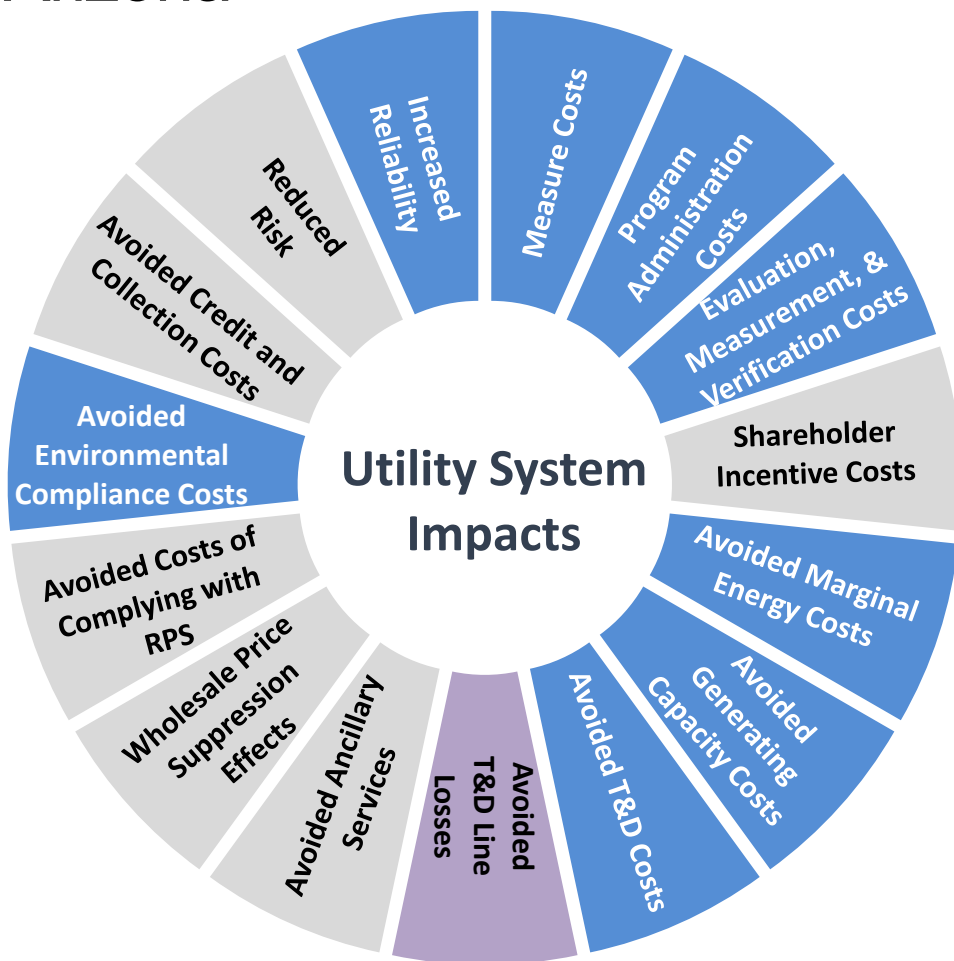 Arizona
Measure Costs
Program
Administration
Costs
Evaluation,
Measurement, &
Verification Costs
Shareholder
Incentive Costs
Avoided Marginal
Energy Costs
Avoided
Generating
Capacity Costs
Avoided T&D Costs
Avoided
T&D Line
Losses
Avoided Ancillary
Services
Wholesale Price
Suppression
Effects
Avoided Costs of
Complying with
RPS
Avoided
Environmental
Compliance Costs
Avoided Credit and
Collection Costs
Reduced
Risk
Increased
Reliability
Utility System
Impacts